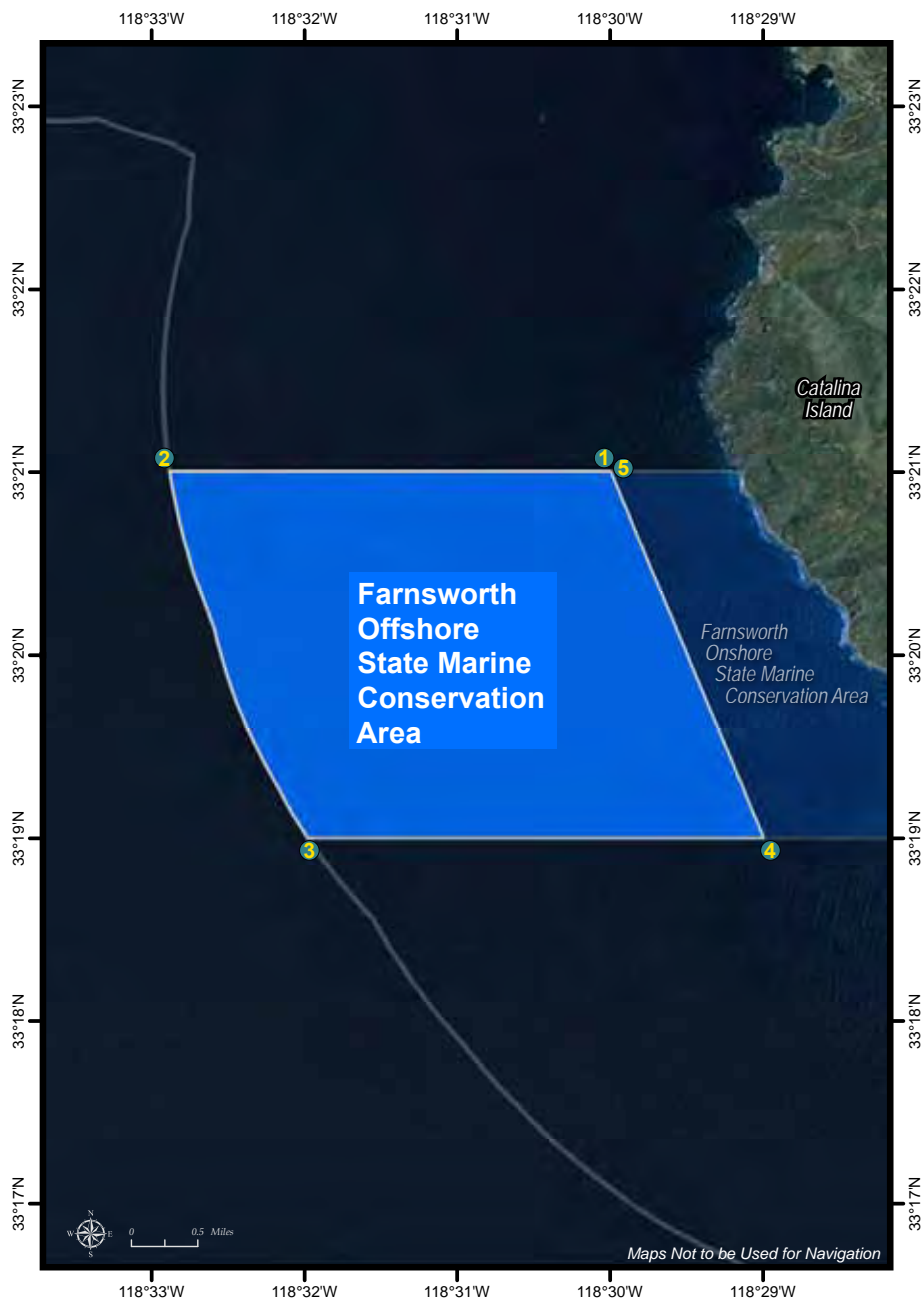 118°33'W 118°32'W 118°31'W 118°30'W 118°29'W
33°23'N 33°23'N
33°22'N 33°22'N
Catalina
Island
2 1 5
33°21'N 33°21'N
Farnsworth
Offshore
State Marine
Conservation
Area
Farnsworth
Onshore
State Marine
Conservation Area
33°20'N 33°20'N
33°19'N 33°19'N
3 4
33°18'N 33°18'N
33°17'N 33°17'N
N
W E
S
0 0.5 Miles
Maps Not to be Used for Navigation
118°33'W 118°32'W 118°31'W 118°30'W 118°29'W